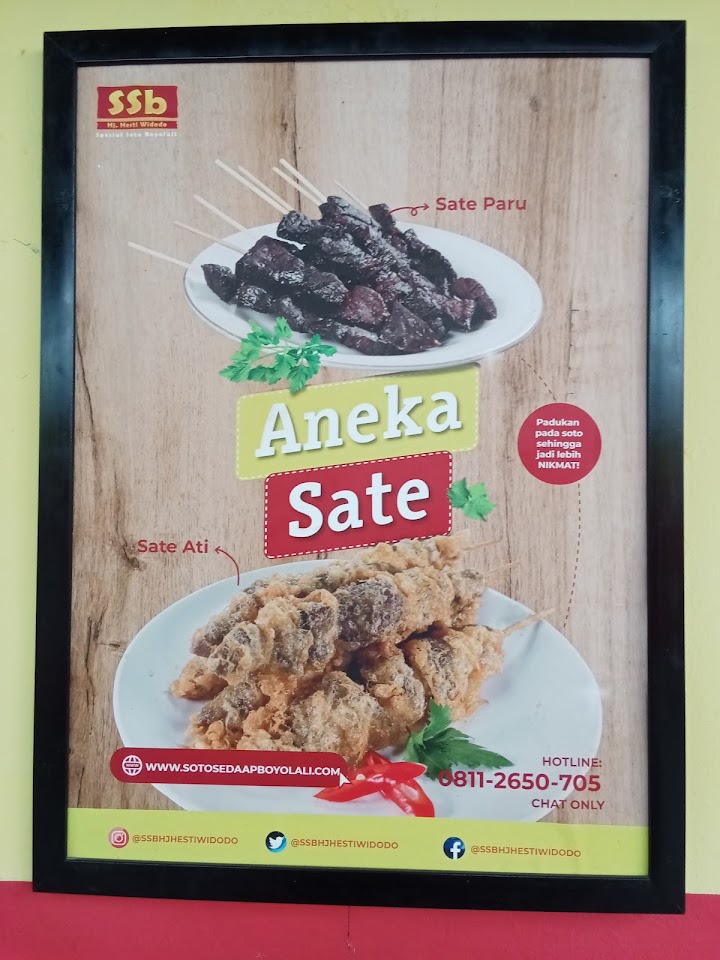 SSb
Hj. Hesti Widodo
Spesial Soto Boyolali
Sate Paru
Aneka
Sate
Padukan
pada soto
sehingga
jadi lebih
NIKMAT!
Sate Ati
WWW
WWW.SOTOSEDAAPBOYOLALI.COM
HOTLINE:
0811-2650-705
CHAT ONLY
@SSBHJHESTIWIDODO
@SSBHJHESTIWIDODO
@SSBHJHESTIWIDODO